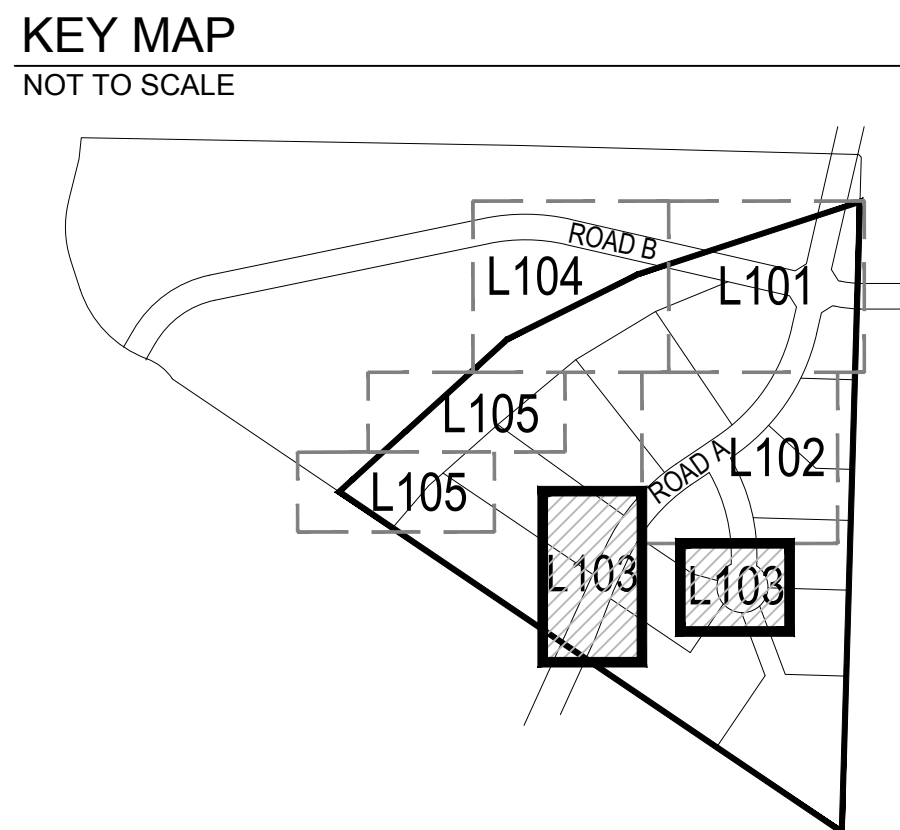 KEY MAP
NOT TO SCALE
ROAD B
L104
L101
L105
ROAD A
L102
L105
L103
L103